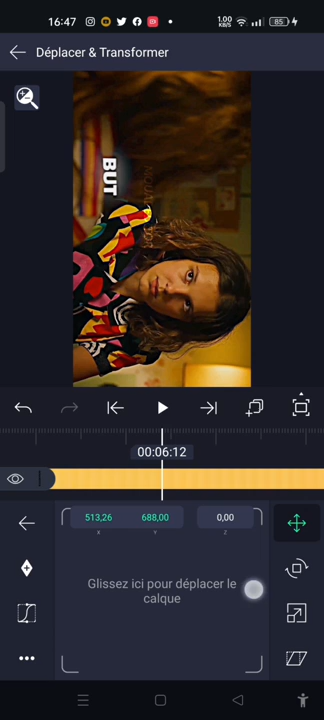 16:47
1.00
KB/S
85
Déplacer & Transformer
BUT
00:06:12
513,26
688,00
0,00
X
Y
Z
Glissez ici pour déplacer le
calque